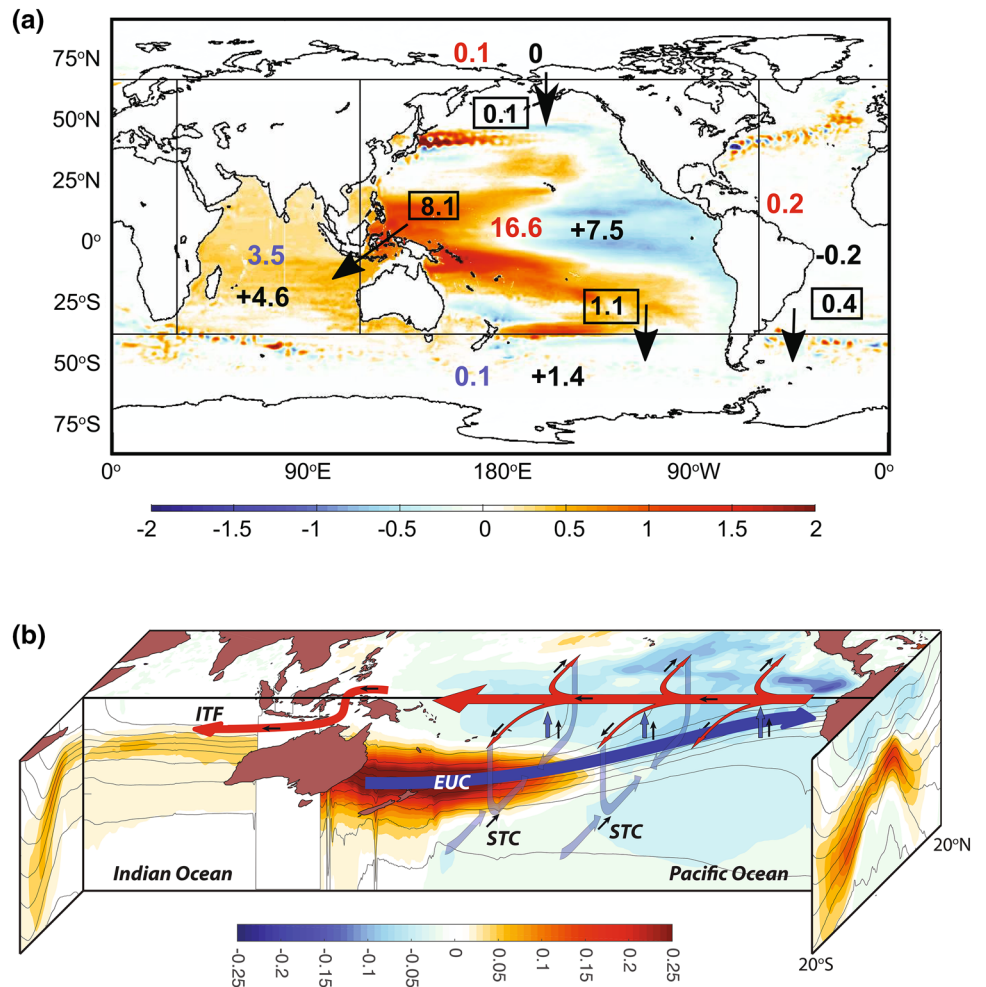 (a)
75°N
50°N
25°N
0°
25°S
50°S
75°S
0.1 0
0.1
8.1
16.6 +7.5
0.2
3.5
+4.6
-0.2
1.1
0.4
0.1 +1.4
0° 90°E 180°E 90°W 0°
-2 -1.5 -1 -0.5 0 0.5 1 1.5 2
(b)
ITF
EUC
STC STC
Indian Ocean Pacific Ocean
20°N
20°S
-0.25 -0.2 -0.15 -0.1 -0.05 0 0.05 0.1 0.15 0.2 0.25